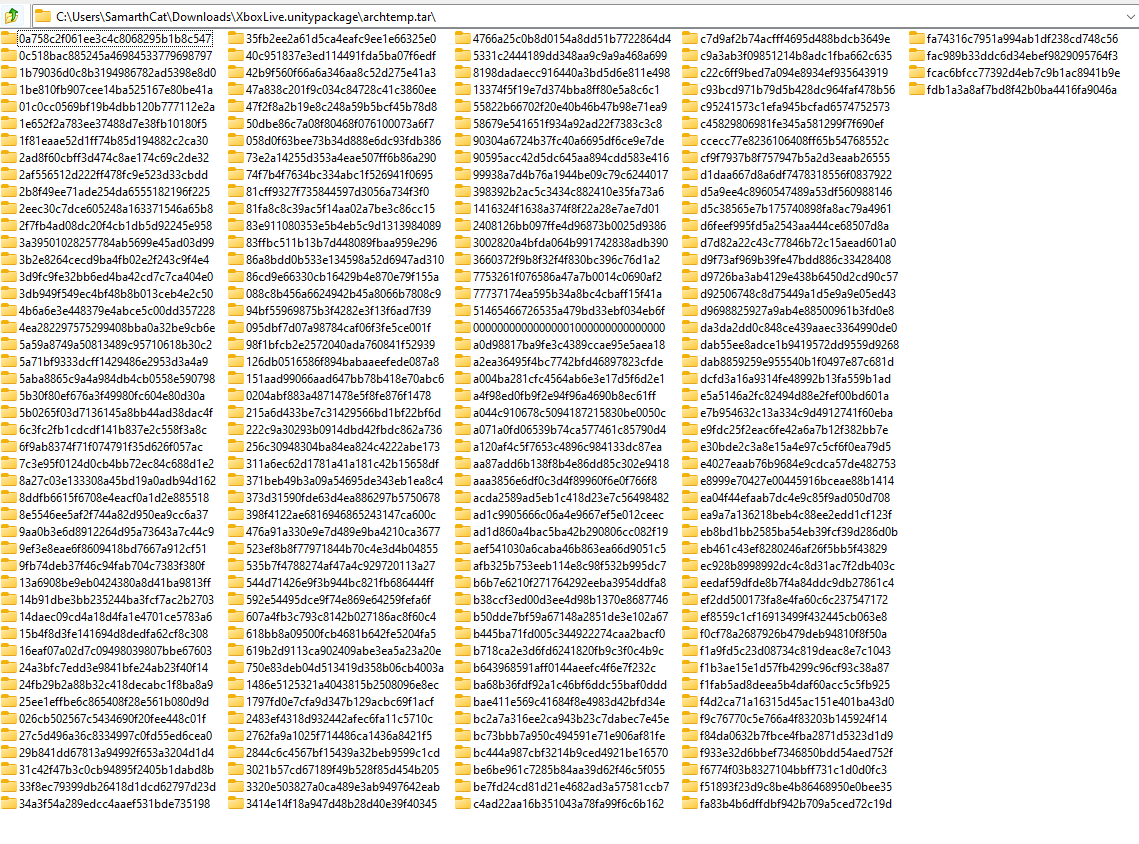 C:\Users\SamarthCat\Downloads\XboxLive.unitypackage\archtemp.tar\
0a758c2f061ee3c4c8068295b1b8c547
0c518bac885245a46984533779698797
1b79036d0c8b3194986782ad5398e8d0
1be810fb907cee14ba525167e80be41a
01c0cc0569bf19b4dbb120b777112e2a
1e652f2a783ee37488d7e38fb10180f5
1f81eaae52d1ff74b85d194882c2ca30
2ad8f60cbff3d474c8ae174c69c2de32
2af556512d222ff478fc9e523d33cbdd
2b8f49ee71ade254da6555182196f225
2eec30c7dce605248a163371546a65b8
2f7fb4ad08dc20f4cb1db5d92245e958
3a39501028257784ab5699e45ad03d99
3b2e8264cecd9ba4fb02e2f243c9f4e4
3d9fc9fe32bb6ed4ba42cd7c7ca404e0
3db949f549ec4bf48b8b013ceb4e2c50
4b6a6e3e448379e4abce5c00dd357228
4ea282297575299408bba0a32be9cb6e
5a59a8749a50813489c95710618b30c2
5a71bf9333dcff1429486e2953d3a4a9
5aba8865c9a4a984db4cb0558e590798
5b30f80ef676a3f49980fc604e80d30a
5b0265f03d7136145a8bb44ad38dac4f
6c3fc2fb1cdcdf141b837e2c558f3a8c
6f9ab8374f71f074791f35d626f057ac
7c3e95f0124d0cb4bb72ec84c688d1e2
8a27c03e133308a45bd19a0adb94d162
8ddfb6615f6708e4eacf0a1d2e885518
8e5546ee5af2f744a82d950ea9cc6a37
9aa0b3e6d8912264d95a73643a7c44c9
9ef3e8eae6f8609418bd7667a912cf51
9fb74deb37f46c94fab704c7383f380f
13a6908be9eb0424380a8d41ba9813ff
14b91dbe3bb235244ba3fcf7ac2b2703
14daec09cd4a18d4fa1e4701ce5783a6
15b4f8d3fe141694d8dedfa62cf8c308
16eaf07a02d7c09498039807bbe67603
24a3bfc7edd3e9841bfe24ab23f40f14
24fb29b2a88b32c418decabc1f8ba8a9
25ee1effbe6c865408f28e561b080d9d
026cb502567c5434690f20fee448c01f
27c5d496a36c8334997c0fd55ed6cea0
29b841dd67813a94992f653a3204d1d4
31c42f47b3c0cb94895f2405b1dabd8b
33f8ec79399db26418d1dcd62797d23d
34a3f54a289edcc4aaef531bde735198
35fb2ee2a61d5ca4eafc9ee1e66325e0
40c951837e3ed114491fda5ba07f6edf
42b9f560f66a6a346aa8c52d275e41a3
47a838c201f9c034c84728c41c3860ee
47f2f8a2b19e8c248a59b5bcf45b78d8
50dbe86c7a08f80468f076100073a6f7
058d0f63bee73b34d888e6dc93fdb386
73e2a14255d353a4eae507ff6b86a290
74f7b4f7634bc334abc1f526941f0695
81cff9327f735844597d3056a734f3f0
81fa8c8c39ac5f14aa02a7be3c86cc15
83e911080353e5b4eb5c9d1313984089
83ffbc511b13b7d448089fbaa959e296
86a8bdd0b533e134598a52d6947ad310
86cd9e66330cb16429b4e870e79f155a
088c8b456a6624942b45a8066b7808c9
94bf55969875b3f4282e3f13f6ad7f39
095dbf7d07a98784caf06f3fe5ce001f
98f1bfcb2e2572040ada760841f52939
126db0516586f894babaaeefede087a8
151aad99066aad647bb78b418e70abc6
0204abf883a4871478e5f8fe876f1478
215a6d433be7c31429566bd1bf22bf6d
222c9a30293b0914dbd42fbdc862a736
256c30948304ba84ea824c4222abe173
311a6ec62d1781a41a181c42b15658df
371beb49b3a09a54695de343eb1ea8c4
373d31590fde63d4ea886297b5750678
398f4122ae6816946865243147ca600c
476a91a330e9e7d489e9ba4210ca3677
523ef8b8f77971844b70c4e3d4b04855
535b7f4788274af47a4c929720113a27
544d71426e9f3b944bc821fb686444ff
592e54495dce9f74e869e64259fefa6f
607a4fb3c793c8142b027186ac8f60c4
618bb8a09500fcb4681b642fe5204fa5
619b2d9113ca902409abe3ea5a23a20e
750e83deb04d513419d358b06cb4003a
1486e5125321a4043815b2508096e8ec
1797fd0e7cfa9d347b129acbc69f1acf
2483ef4318d932442afec6fa11c5710c
2762fa9a1025f714486ca1436a8421f5
2844c6c4567bf15439a32beb9599c1cd
3021b57cd67189f49b528f85d454b205
3320e503827a0ca489e3ab9497642eab
3414e14f18a947d48b28d40e39f40345
4766a25c0b8d0154a8dd51b7722864d4
5331c2444189dd348aa9c9a9a468a699
8198dadaecc916440a3bd5d6e811e498
13374f5f19e7d374bba8ff80e5a8c6c1
55822b66702f20e40b46b47b98e71ea9
58679e541651f934a92ad22f7383c3c8
90304a6724b37fc40a6695df6ce9e7de
90595acc42d5dc645aa894cdd583e416
99938a7d4b76a1944be09c79c6244017
398392b2ac5c3434c882410e35fa73a6
1416324f1638a374f8f22a28e7ae7d01
2408126bb097ffe4d96873b0025d9386
3002820a4bfda064b991742838adb390
3660372f9b8f32f4f830bc396c76d1a2
7753261f076586a47a7b0014c0690af2
77737174ea595b34a8bc4cbaff15f41a
51465466726535a479bd33ebf034eb6f
00000000000000001000000000000000
a0d98817ba9fe3c4389ccae95e5aea18
a2ea36495f4bc7742bfd46897823cfde
a004ba281cfc4564ab6e3e17d5f6d2e1
a4f98ed0fb9f2e94f96a4690b8ec61ff
a044c910678c5094187215830be0050c
a071a0fd06539b74ca577461c85790d4
a120af4c5f7653c4896c984133dc87ea
aa87add6b138f8b4e86dd85c302e9418
aaa3856e6df0c3d4f89960f6e0f766f8
acda2589ad5eb1c418d23e7c56498482
ad1c9905666c06a4e9667ef5e012ceec
ad1d860a4bac5ba42b290806cc082f19
aef541030a6caba46b863ea66d9051c5
afb325b753eeb114e8c98f532b995dc7
b6b7e6210f271764292eeba3954ddfa8
b38ccf3ed00d3ee4d98b1370e8687746
b50dde7bf59a67148a2851de3e102a67
b445ba71fd005c344922274caa2bacf0
b718ca2e3d6fd6241820fb9c3f0c4b9c
b643968591aff0144aeefc4f6e7f232c
ba68b36fdf92a1c46bf6ddc55baf0ddd
bae411e569c41684f8e4983d42bfd34e
bc2a7a316ee2ca943b23c7dabec7e45e
bc73bbb7a950c494591e71e906af81fe
bc444a987cbf3214b9ced4921be16570
be6be961c7285b84aa39d62f46c5f055
be7fd24cd81d21e4682ad3a57581ccb7
c4ad22aa16b351043a78fa99f6c6b162
c7d9af2b74acfff4695d488bdcb3649e
c9a3ab3f09851214b8adc1fba662c635
c22c6ff9bed7a094e8934ef935643919
c93bcd971b79d5b428dc964faf478b56
c95241573c1efa945bcfad6574752573
c45829806981fe345a581299f7f690ef
ccecc77e8236106408ff65b54768552c
cf9f7937b8f757947b5a2d3eaab26555
d1daa667d8a6df7478318556f0837922
d5a9ee4c8960547489a53df560988146
d5c38565e7b175740898fa8ac79a4961
d6feef995fd5a2543aa444ce68507d8a
d7d82a22c43c77846b72c15aead601a0
d9f73af969b39fe47bdd886c33428408
d9726ba3ab4129e438b6450d2cd90c57
d92506748c8d75449a1d5e9a9e05ed43
d9698825927a9ab4e88500961b3fd0e8
da3da2dd0c848ce439aaec3364990de0
dab55ee8adce1b9419572dd9559d9268
dab8859259e955540b1f0497e87c681d
dcfd3a16a9314fe48992b13fa559b1ad
e5a5146a2fc82494d88e2fef00bd601a
e7b954632c13a334c9d4912741f60eba
e9fdc25f2eac6fe42a6a7b12f382bb7e
e30bde2c3a8e15a4e97c5cf6f0ea79d5
e4027eaab76b9684e9cdca57de482753
e8999e70427e00445916bceae88b1414
ea04f44efaab7dc4e9c85f9ad050d708
ea9a7a136218beb4c88ee2edd1cf123f
eb8bd1bb2585ba54eb39fcf39d286d0b
eb461c43ef8280246af26f5bb5f43829
ec928b8998992dc4c8d31ac7f2db403c
eedaf59dfde8b7f4a84ddc9db27861c4
ef2dd500173fa8e4fa60c6c237547172
ef8559c1cf16913499f432445cb063e8
f0cf78a2687926b479deb94810f8f50a
f1a9fd5c23d08734c819deac8e7c1043
f1b3ae15e1d57fb4299c96cf93c38a87
f1fab5ad8deea5b4daf60acc5c5fb925
f4d2ca71a16315d45ac151e401ba43d0
f9c76770c5e766a4f83203b145924f14
f84da0632b7fbce4fba2871d5323d1d9
f933e32d6bbef7346850bdd54aed752f
f6774f03b8327104bbff731c1d0d0fc3
f51893f23d9c8be4b86468950e0bee35
fa83b4b6dffdbf942b709a5ced72c19d
fa74316c7951a994ab1df238cd748c56
fac989b33ddc6d34ebef9829095764f3
fcac6bfcc77392d4eb7c9b1ac8941b9e
fdb1a3a8af7bd8f42b0ba4416fa9046a